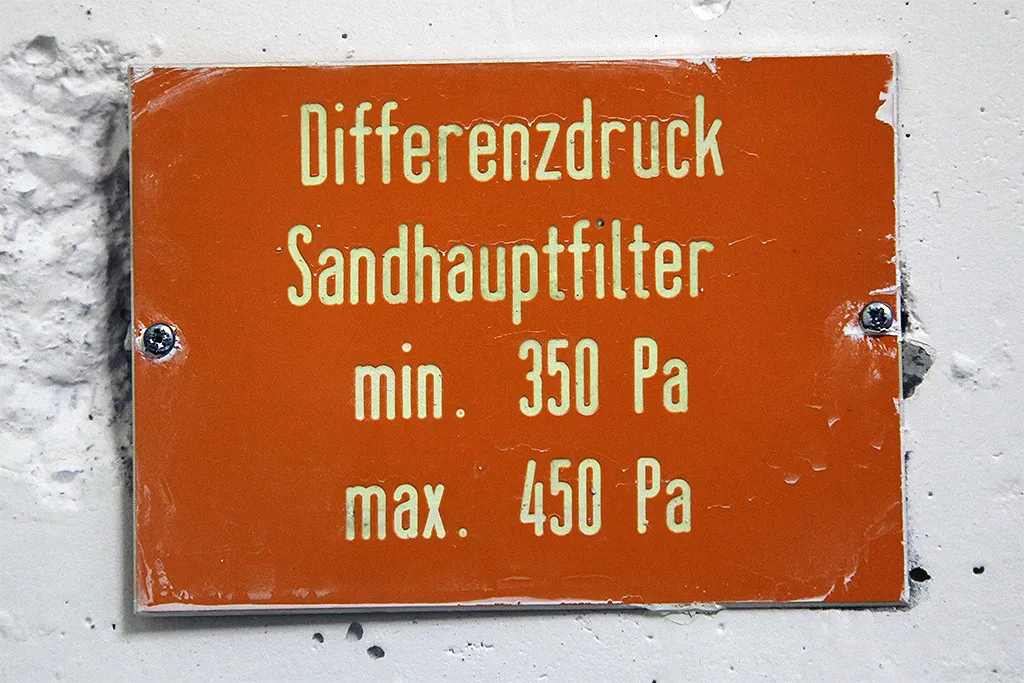 Differenzdruck
Sandhauptfilter
min. 350 Pa
max. 450 Pa